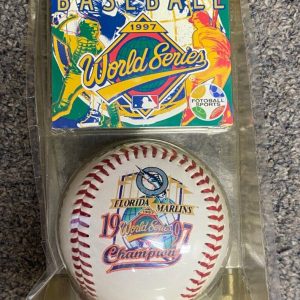 BASEBALL
1997
World Series
FOTOBALL
SPORTS
FLORIDA
MARLINS
1997
World Series
Champions